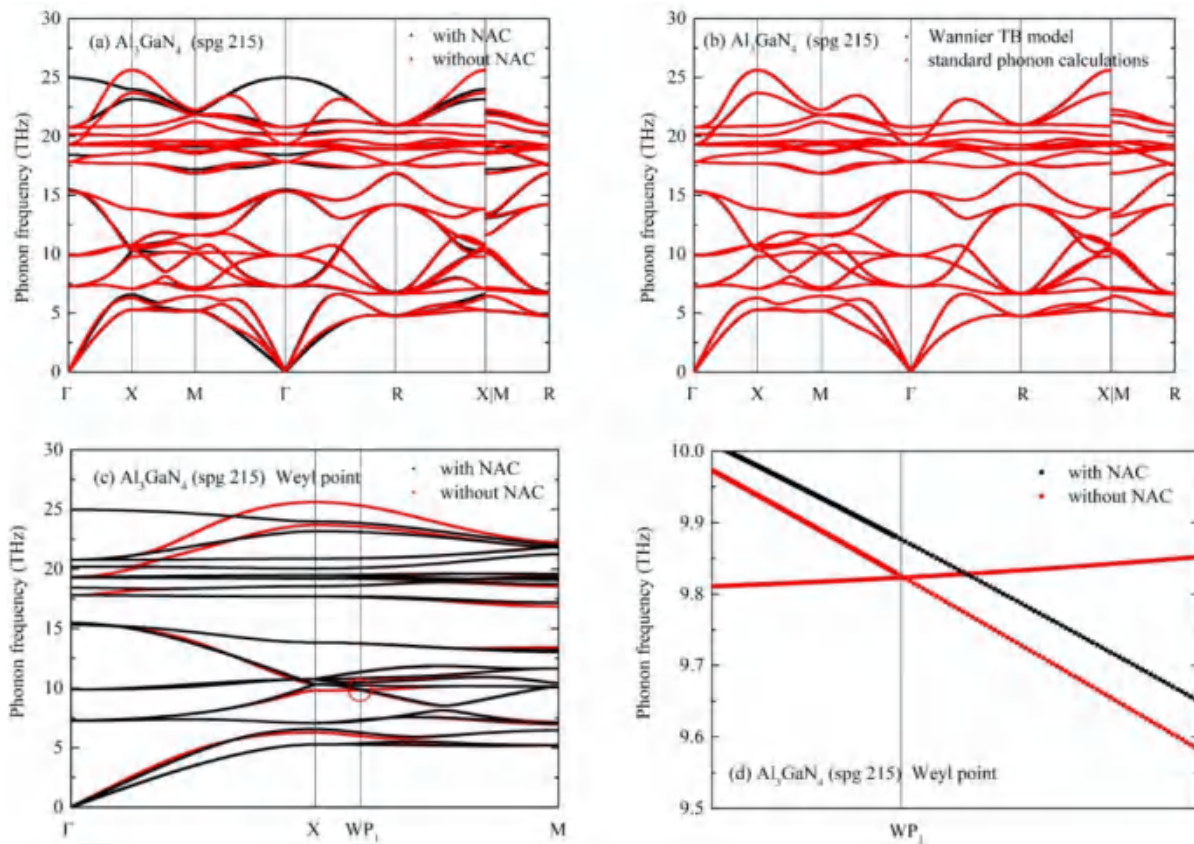 30
(a) Al₃GaN₄ (spg 215)
with NAC
without NAC
25
20
15
10
5
0
Phonon frequency (THz)
Γ X M Γ R X|M R
30
(b) Al₃GaN₄ (spg 215)
Wannier TB model
standard phonon calculations
25
20
15
10
5
0
Phonon frequency (THz)
Γ X M Γ R X|M R
30
(c) Al₃GaN₄ (spg 215) Weyl point
with NAC
without NAC
25
20
15
10
5
0
Phonon frequency (THz)
Γ X WP₁ M
10.0
with NAC
without NAC
9.9
9.8
9.7
9.6
9.5
Phonon frequency (THz)
(d) Al₃GaN₄ (spg 215) Weyl point
WP₁